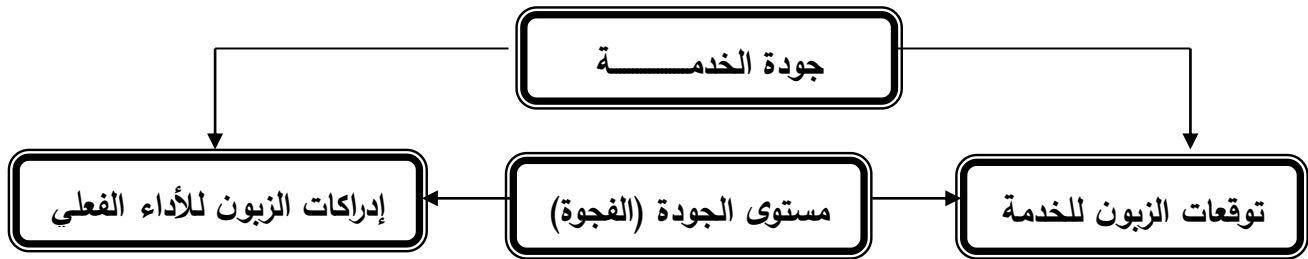 جودة الخدمـــــــــة
توقعات الزبون للخدمة
مستوى الجودة (الفجوة)
إدراكات الزبون للأداء الفعلي